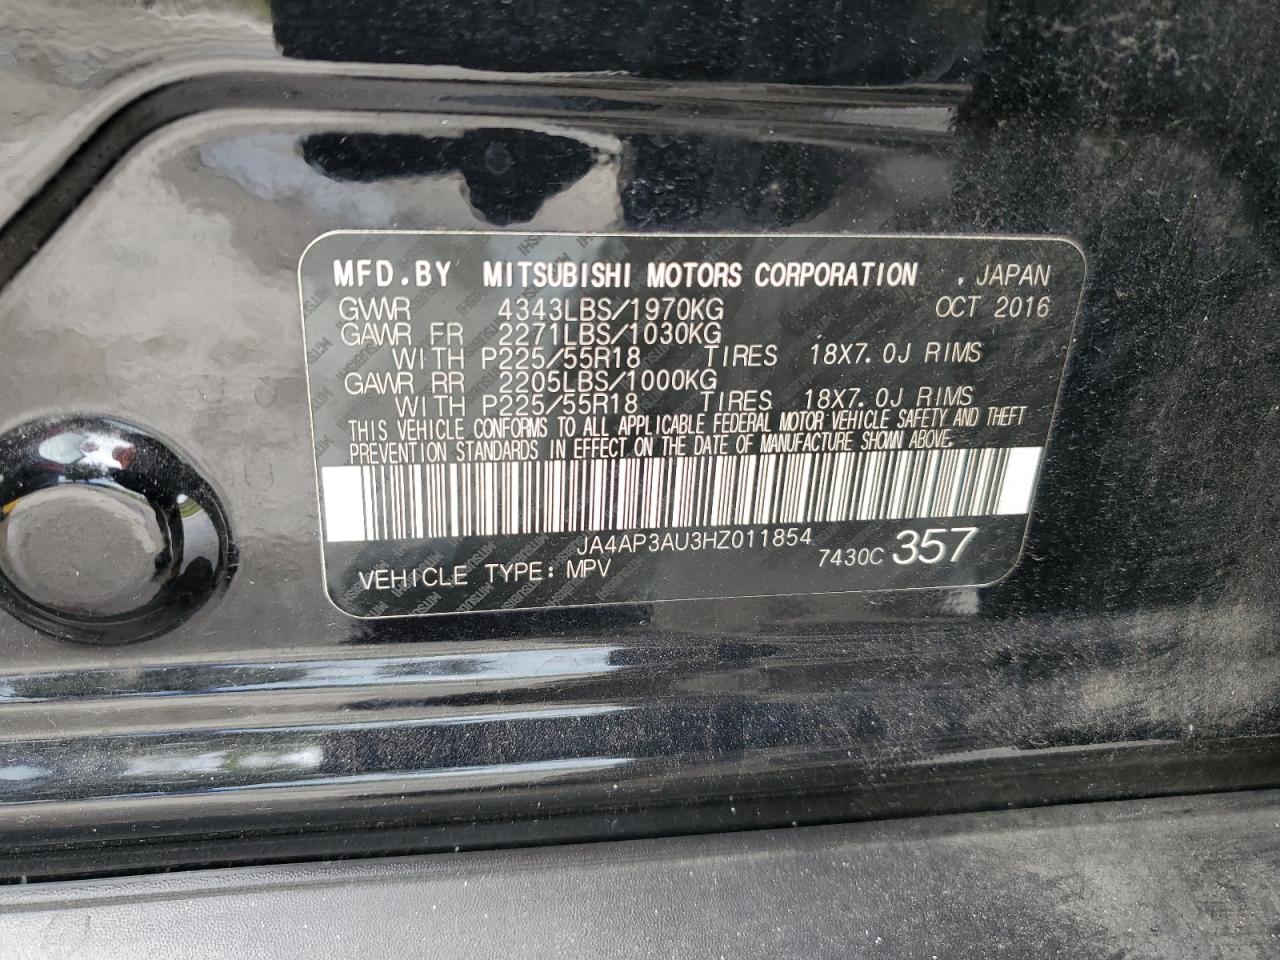 MFD.BY MITSUBISHI MOTORS CORPORATION , JAPAN
GVWR 4343LBS/1970KG OCT 2016
GAWR FR 2271LBS/1030KG
WITH P225/55R18 TIRES 18X7.0J RIMS
GAWR RR 2205LBS/1000KG
WITH P225/55R18 TIRES 18X7.0J RIMS
THIS VEHICLE CONFORMS TO ALL APPLICABLE FEDERAL MOTOR VEHICLE SAFETY AND THEFT
PREVENTION STANDARDS IN EFFECT ON THE DATE OF MANUFACTURE SHOWN ABOVE.
JA4AP3AU3HZ011854
VEHICLE TYPE: MPV 7430C 357